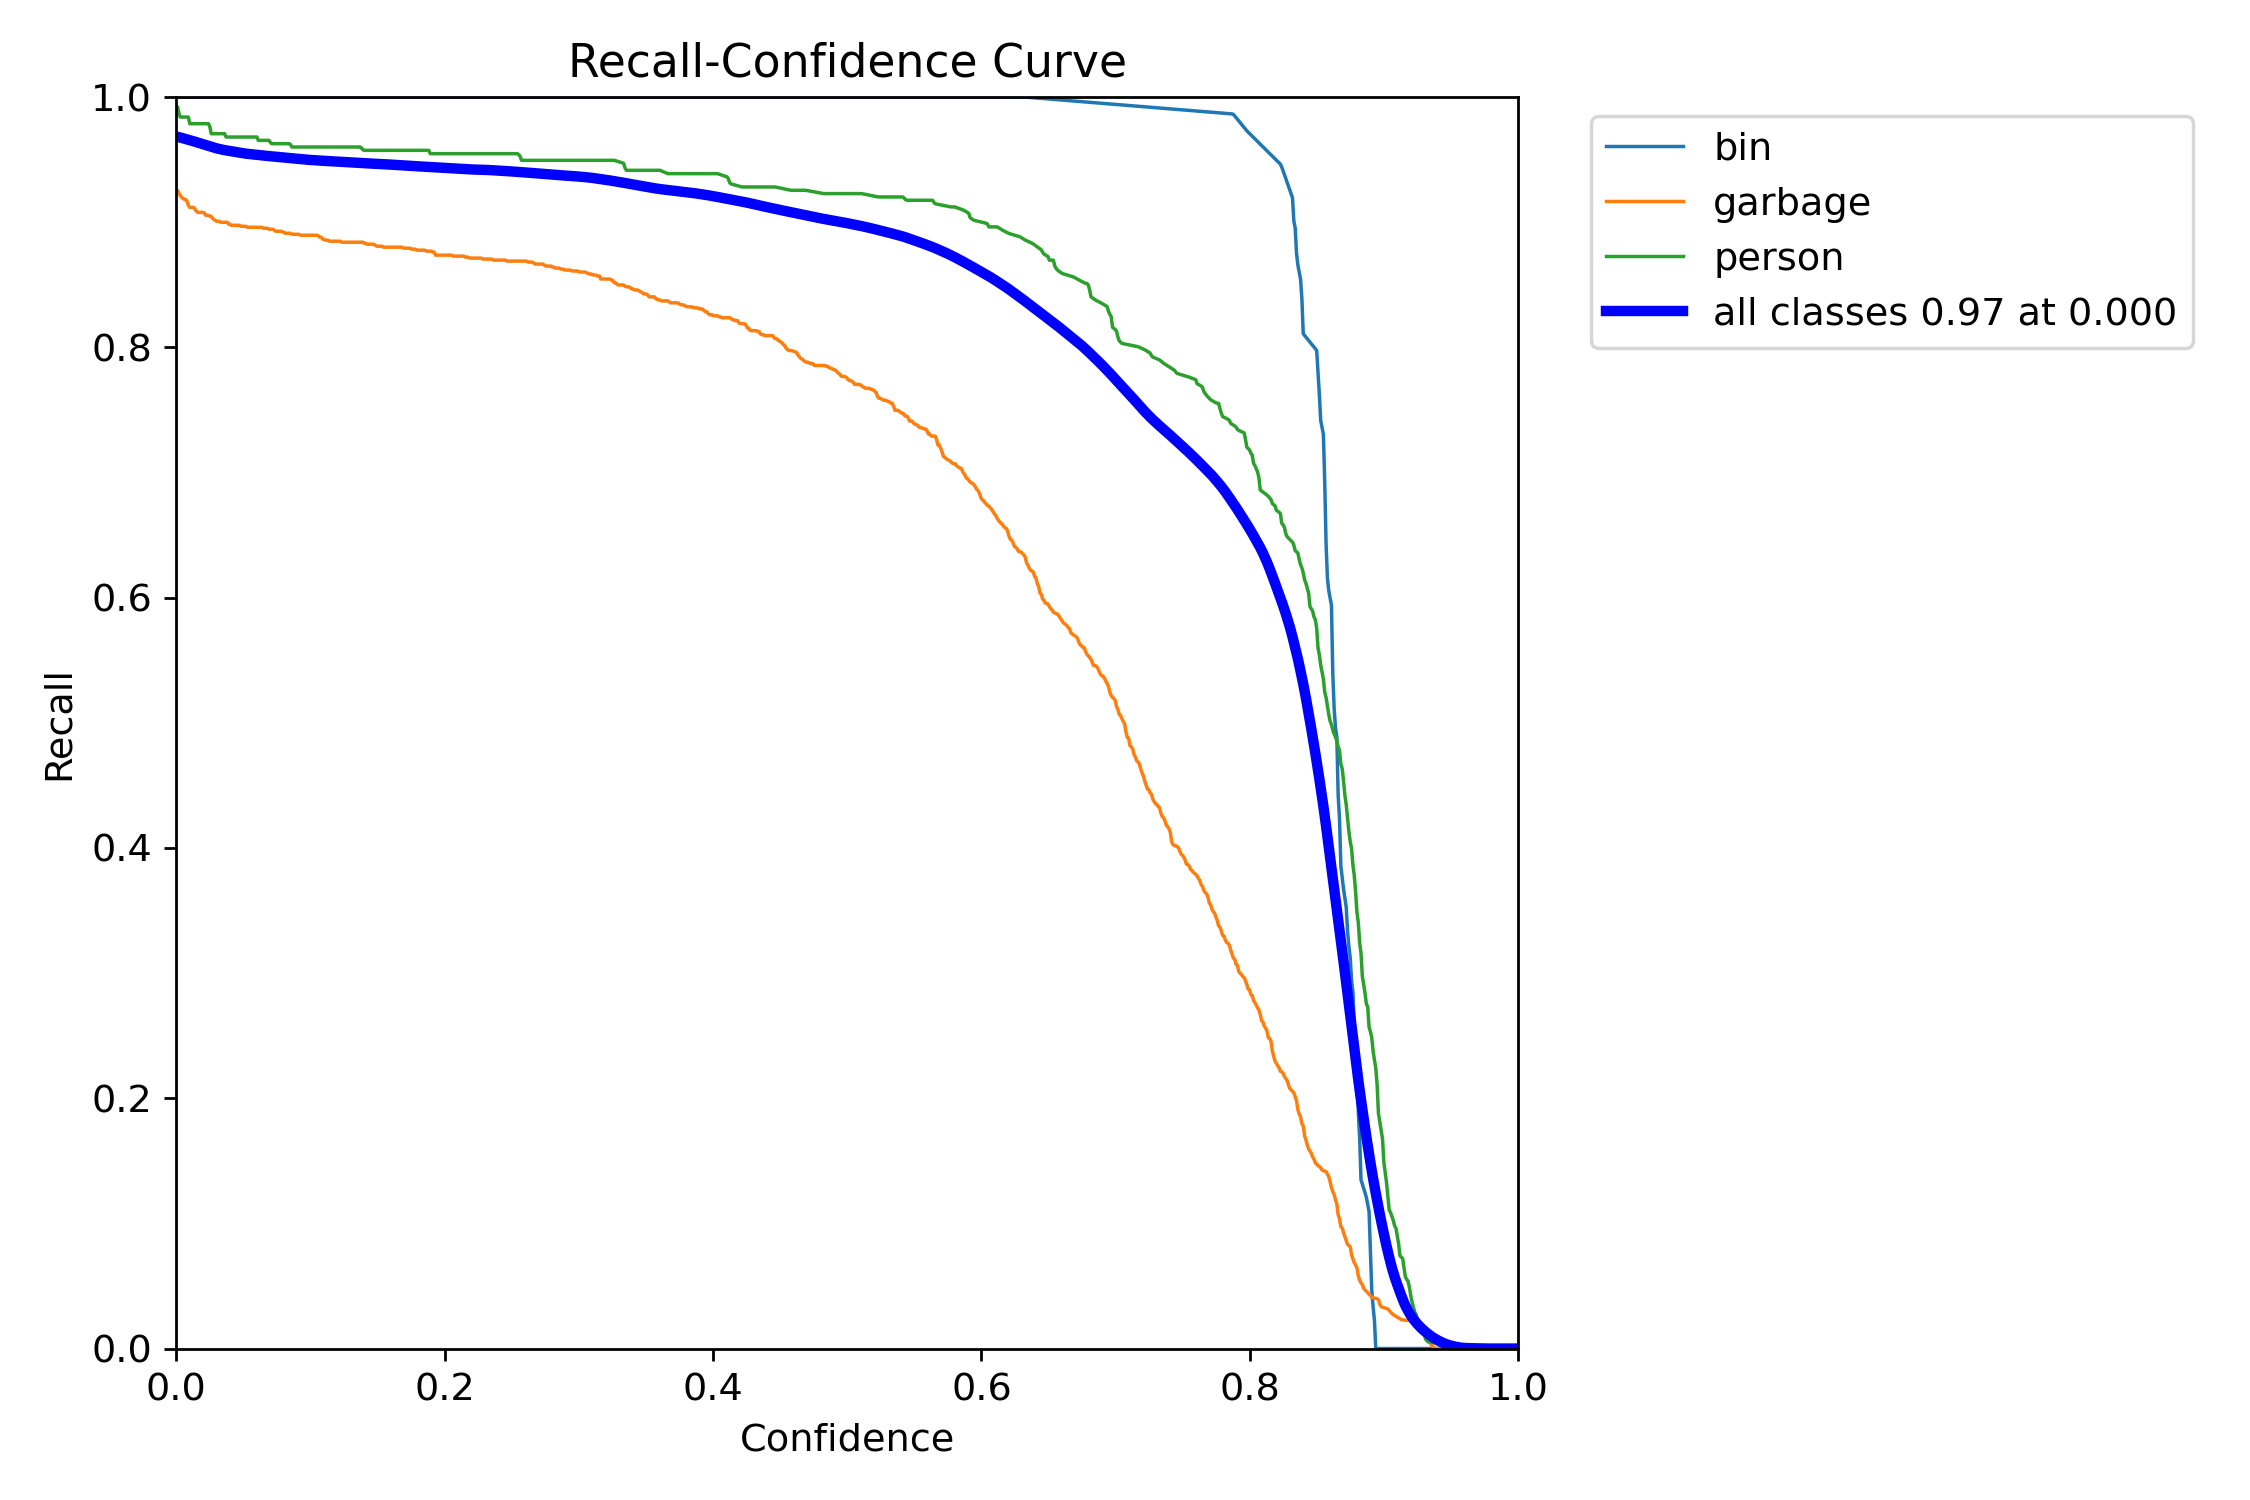 Recall-Confidence Curve
1.0
0.8
0.6
0.4
0.2
0.0
Recall
0.0 0.2 0.4 0.6 0.8 1.0
Confidence
bin
garbage
person
all classes 0.97 at 0.000